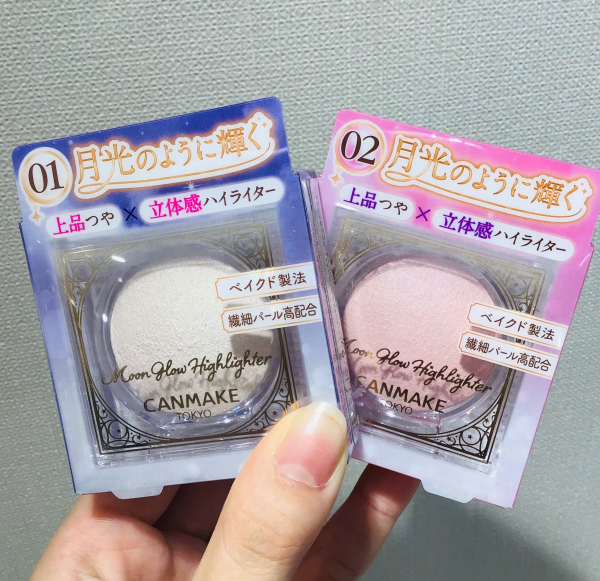 01
月光のように輝く
上品つや×立体感ハイライター
ベイクド製法
繊細パール高配合
Moon Glow Highlighter
CANMAKE
TOKYO
02
月光のように輝く
上品つや×立体感ハイライター
ベイクド製法
繊細パール高配合
Moon Glow Highlighter
CANMAKE
TOKYO